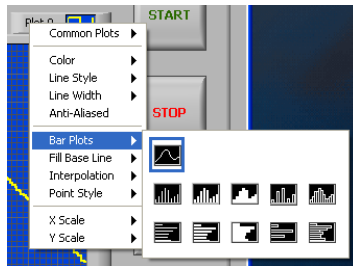 Plot 0
START
Common Plots
Color
Line Style
Line Width
Anti-Aliased
STOP
Bar Plots
Fill Base Line
Interpolation
Point Style
X Scale
Y Scale